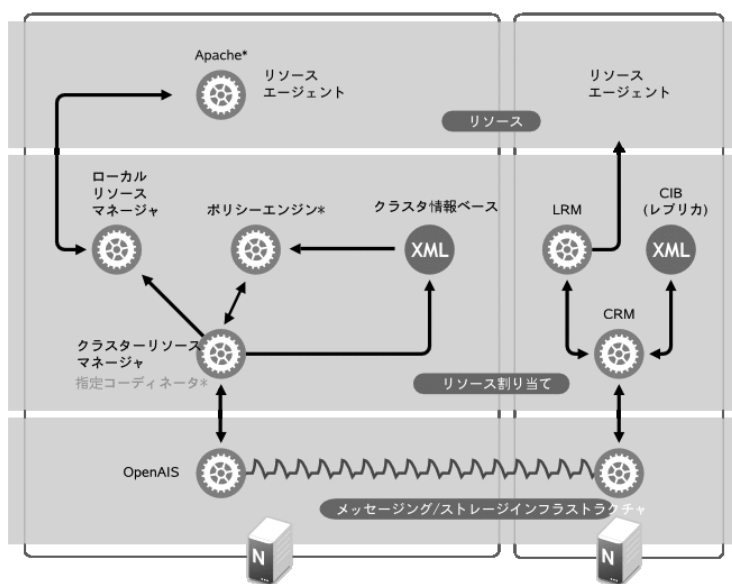 Apache*
リソース
エージェント
リソース
エージェント
リソース
ローカル
リソース
マネージャ
ポリシーエンジン*
クラスタ情報ベース
XML
LRM
CIB
(レプリカ)
XML
CRM
クラスターリソース
マネージャ
指定コーディネータ*
リソース割り当て
OpenAIS
メッセージング/ストレージインフラストラクチャ
N
N